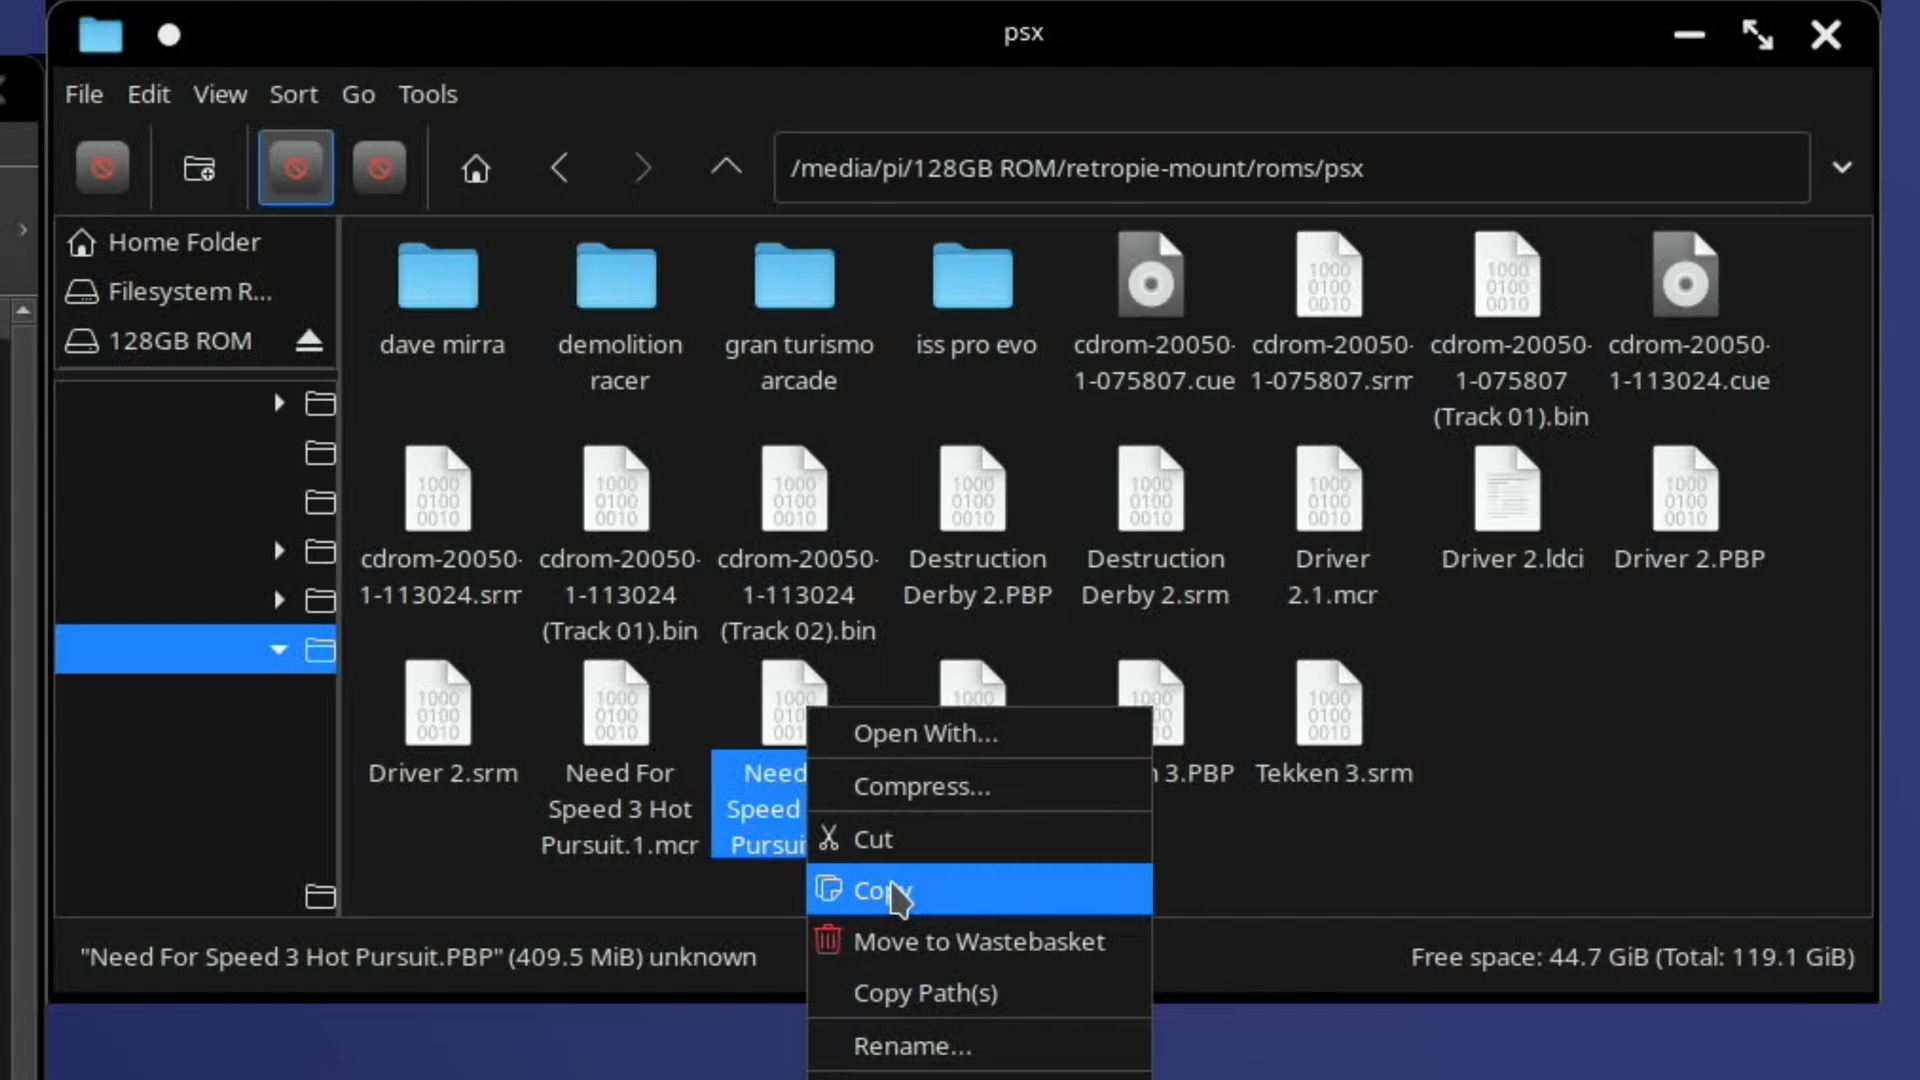 psx
File Edit View Sort Go Tools
/media/pi/128GB ROM/retropie-mount/roms/psx
Home Folder
Filesystem R...
128GB ROM
dave mirra
demolition
racer
gran turismo
arcade
iss pro evo
cdrom-20050-
1-075807.cue
cdrom-20050-
1-075807.srm
cdrom-20050-
1-075807
(Track 01).bin
cdrom-20050-
1-113024.cue
cdrom-20050-
1-113024.srm
cdrom-20050-
1-113024
(Track 01).bin
cdrom-20050-
1-113024
(Track 02).bin
Destruction
Derby 2.PBP
Destruction
Derby 2.srm
Driver
2.1.mcr
Driver 2.ldci
Driver 2.PBP
Driver 2.srm
Need For
Speed 3 Hot
Pursuit.1.mcr
Need
Speed
Pursui
3.PBP
Tekken 3.srm
Open With...
Compress...
Cut
Copy
Move to Wastebasket
Copy Path(s)
Rename...
"Need For Speed 3 Hot Pursuit.PBP" (409.5 MiB) unknown
Free space: 44.7 GiB (Total: 119.1 GiB)